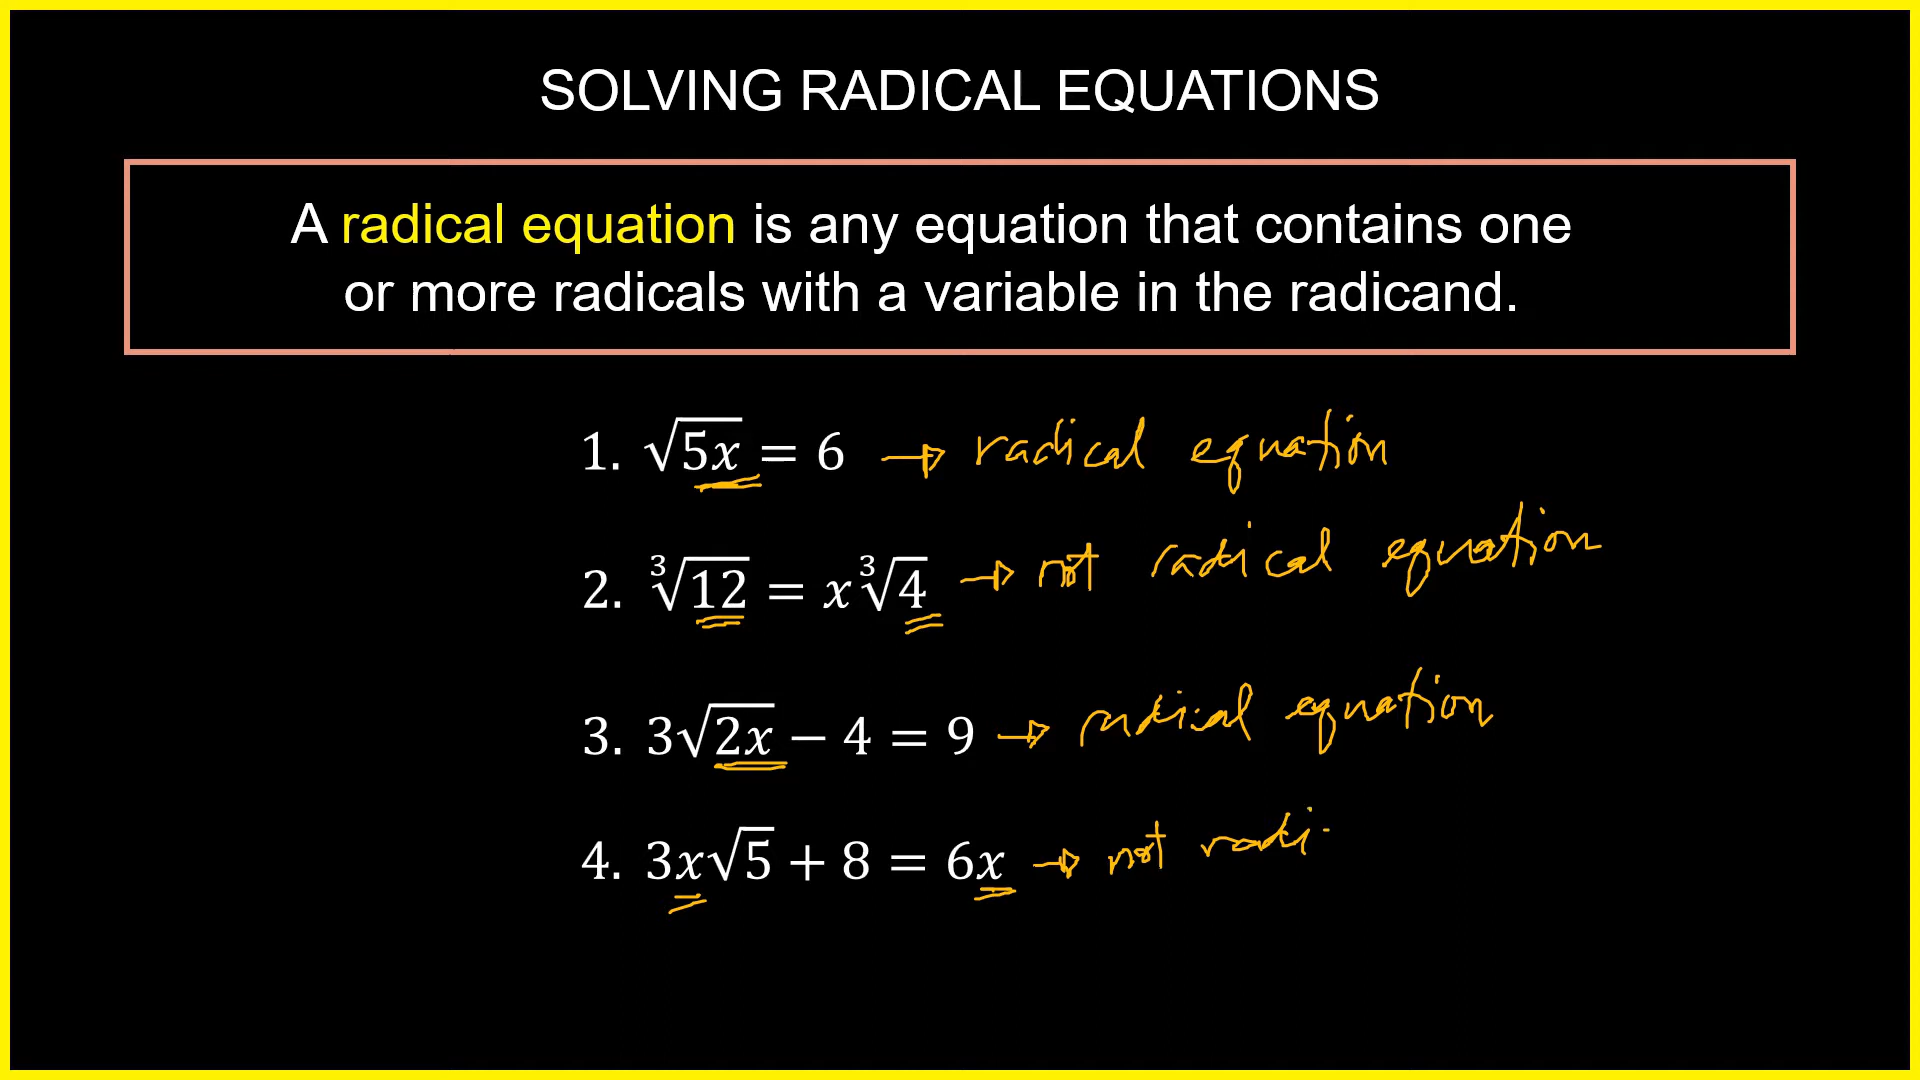 SOLVING RADICAL EQUATIONS
A radical equation is any equation that contains one
or more radicals with a variable in the radicand.
1. √5x = 6 → radical equation
2. ∛12 = x∛4 → not radical equation
3. 3√2x − 4 = 9 → radical equation
4. 3x√5 + 8 = 6x → not radi